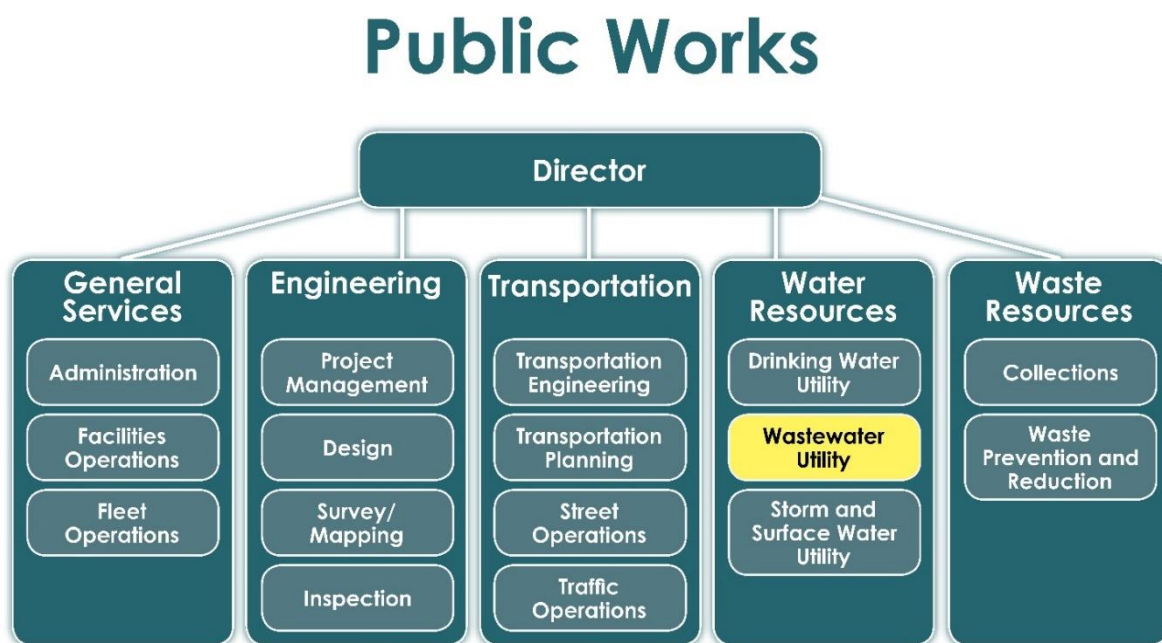 Public Works
Director
General
Services
Administration
Facilities
Operations
Fleet
Operations
Engineering
Project
Management
Design
Survey/
Mapping
Inspection
Transportation
Transportation
Engineering
Transportation
Planning
Street
Operations
Traffic
Operations
Water
Resources
Drinking Water
Utility
Wastewater
Utility
Storm and
Surface Water
Utility
Waste
Resources
Collections
Waste
Prevention and
Reduction